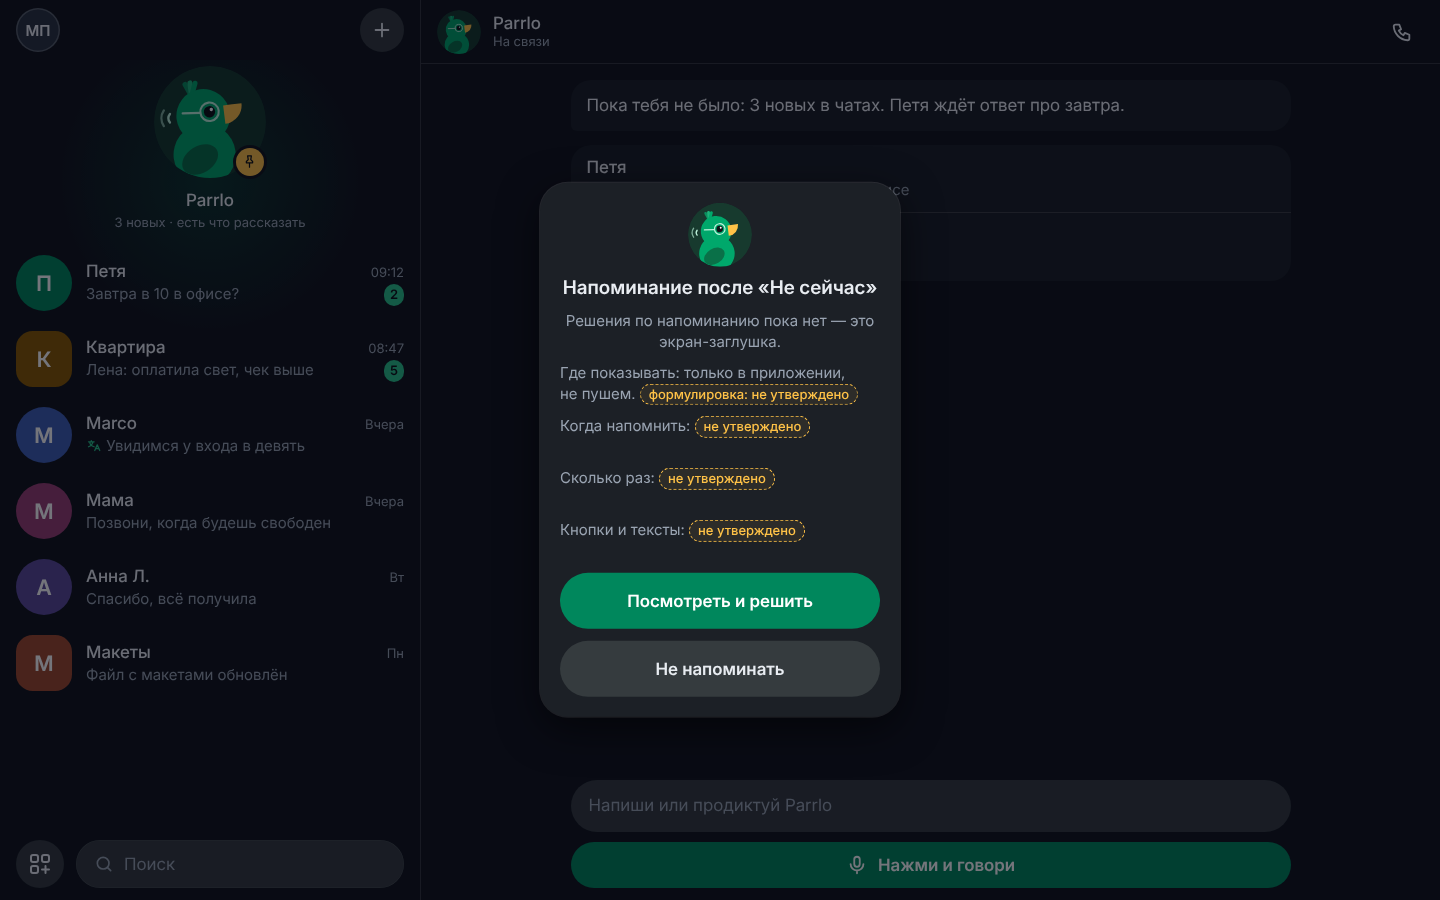 МП
Parrlo
3 новых · есть что рассказать
Петя
09:12
Завтра в 10 в офисе?
2
К
Квартира
08:47
Лена: оплатила свет, чек выше
5
M
Marco
Вчера
Увидимся у входа в девять
М
Мама
Вчера
Позвони, когда будешь свободен
А
Анна Л.
Вт
Спасибо, всё получила
М
Макеты
Пн
Файл с макетами обновлён
Поиск
Parrlo
На связи
Пока тебя не было: 3 новых в чатах. Петя ждёт ответ про завтра.
Петя
Напоминание после «Не сейчас»
Решения по напоминанию пока нет — это
экран-заглушка.
Где показывать: только в приложении,
не пушем. формулировка: не утверждено
Когда напомнить: не утверждено
Сколько раз: не утверждено
Кнопки и тексты: не утверждено
Посмотреть и решить
Не напоминать
Напиши или продиктуй Parrlo
Нажми и говори